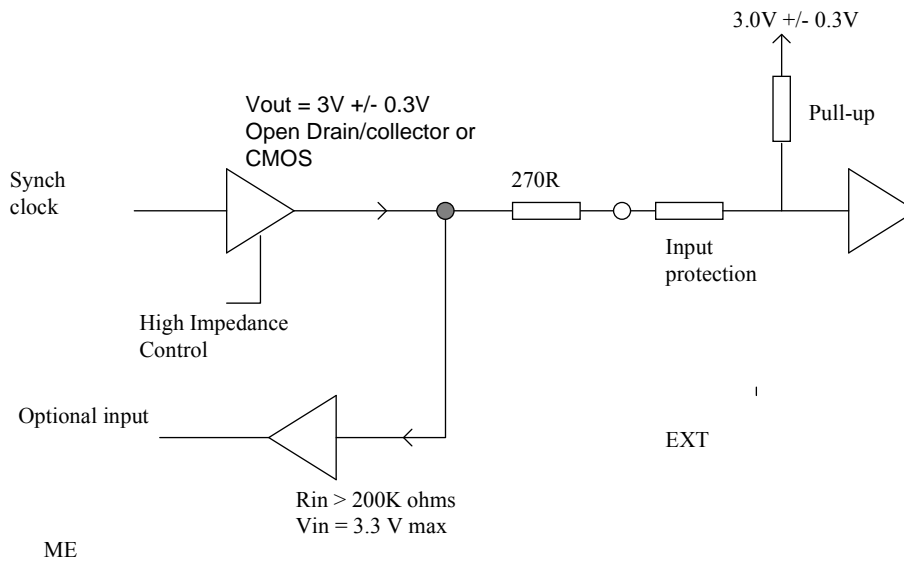 3.0V +/- 0.3V
Vout = 3V +/- 0.3V
Open Drain/collector or
CMOS
Pull-up
Synch
clock
270R
Input
protection
High Impedance
Control
Optional input
EXT
Rin > 200K ohms
Vin = 3.3 V max
ME